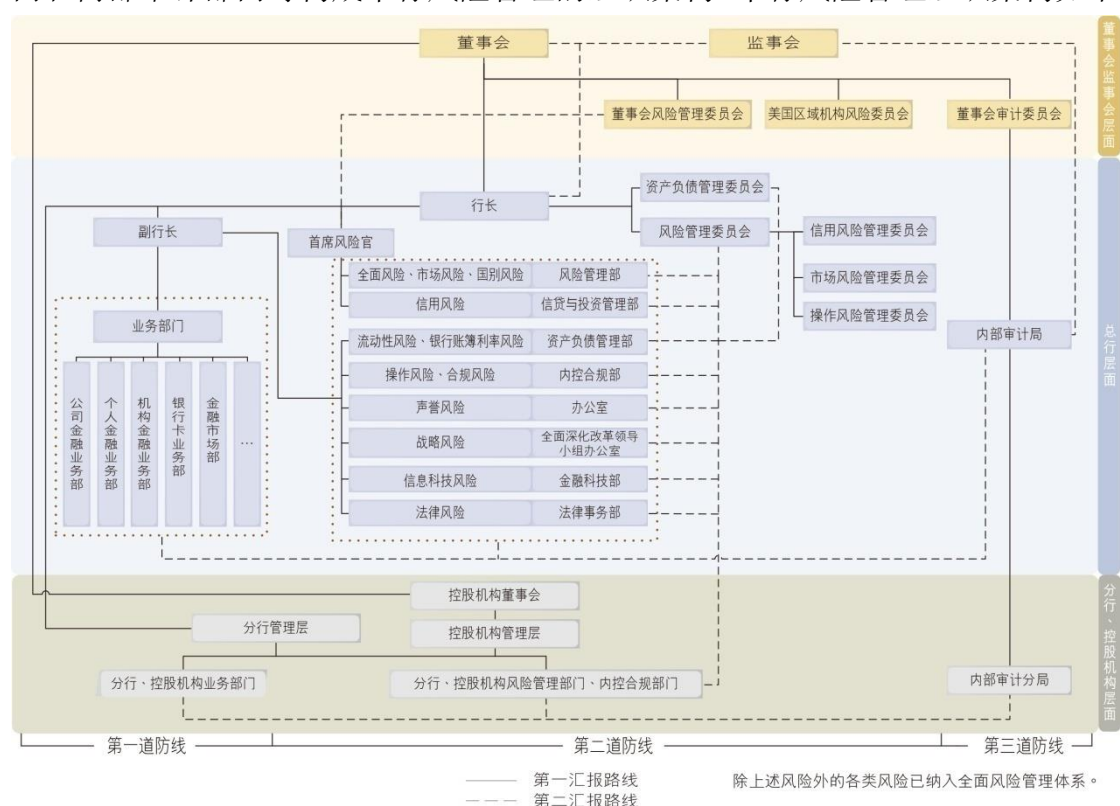 董事会
监事会
董事会风险管理委员会
美国区域机构风险委员会
董事会审计委员会
董事会监事会层面
行长
资产负债管理委员会
副行长
首席风险官
风险管理委员会
信用风险管理委员会
全面风险、市场风险、国别风险
风险管理部
市场风险管理委员会
信用风险
信贷与投资管理部
操作风险管理委员会
业务部门
流动性风险、银行账簿利率风险
资产负债管理部
内部审计局
总行层面
公司金融业务部
个人金融业务部
机构金融业务部
银行卡业务部
金融市场部
…
操作风险、合规风险
内控合规部
声誉风险
办公室
战略风险
全面深化改革领导
小组办公室
信息科技风险
金融科技部
法律风险
法律事务部
控股机构董事会
分行管理层
控股机构管理层
分行、控股机构业务部门
分行、控股机构风险管理部门、内控合规部门
内部审计分局
分行、控股机构层面
第一道防线
第二道防线
第三道防线
第一汇报路线
除上述风险外的各类风险已纳入全面风险管理体系。
第二汇报路线